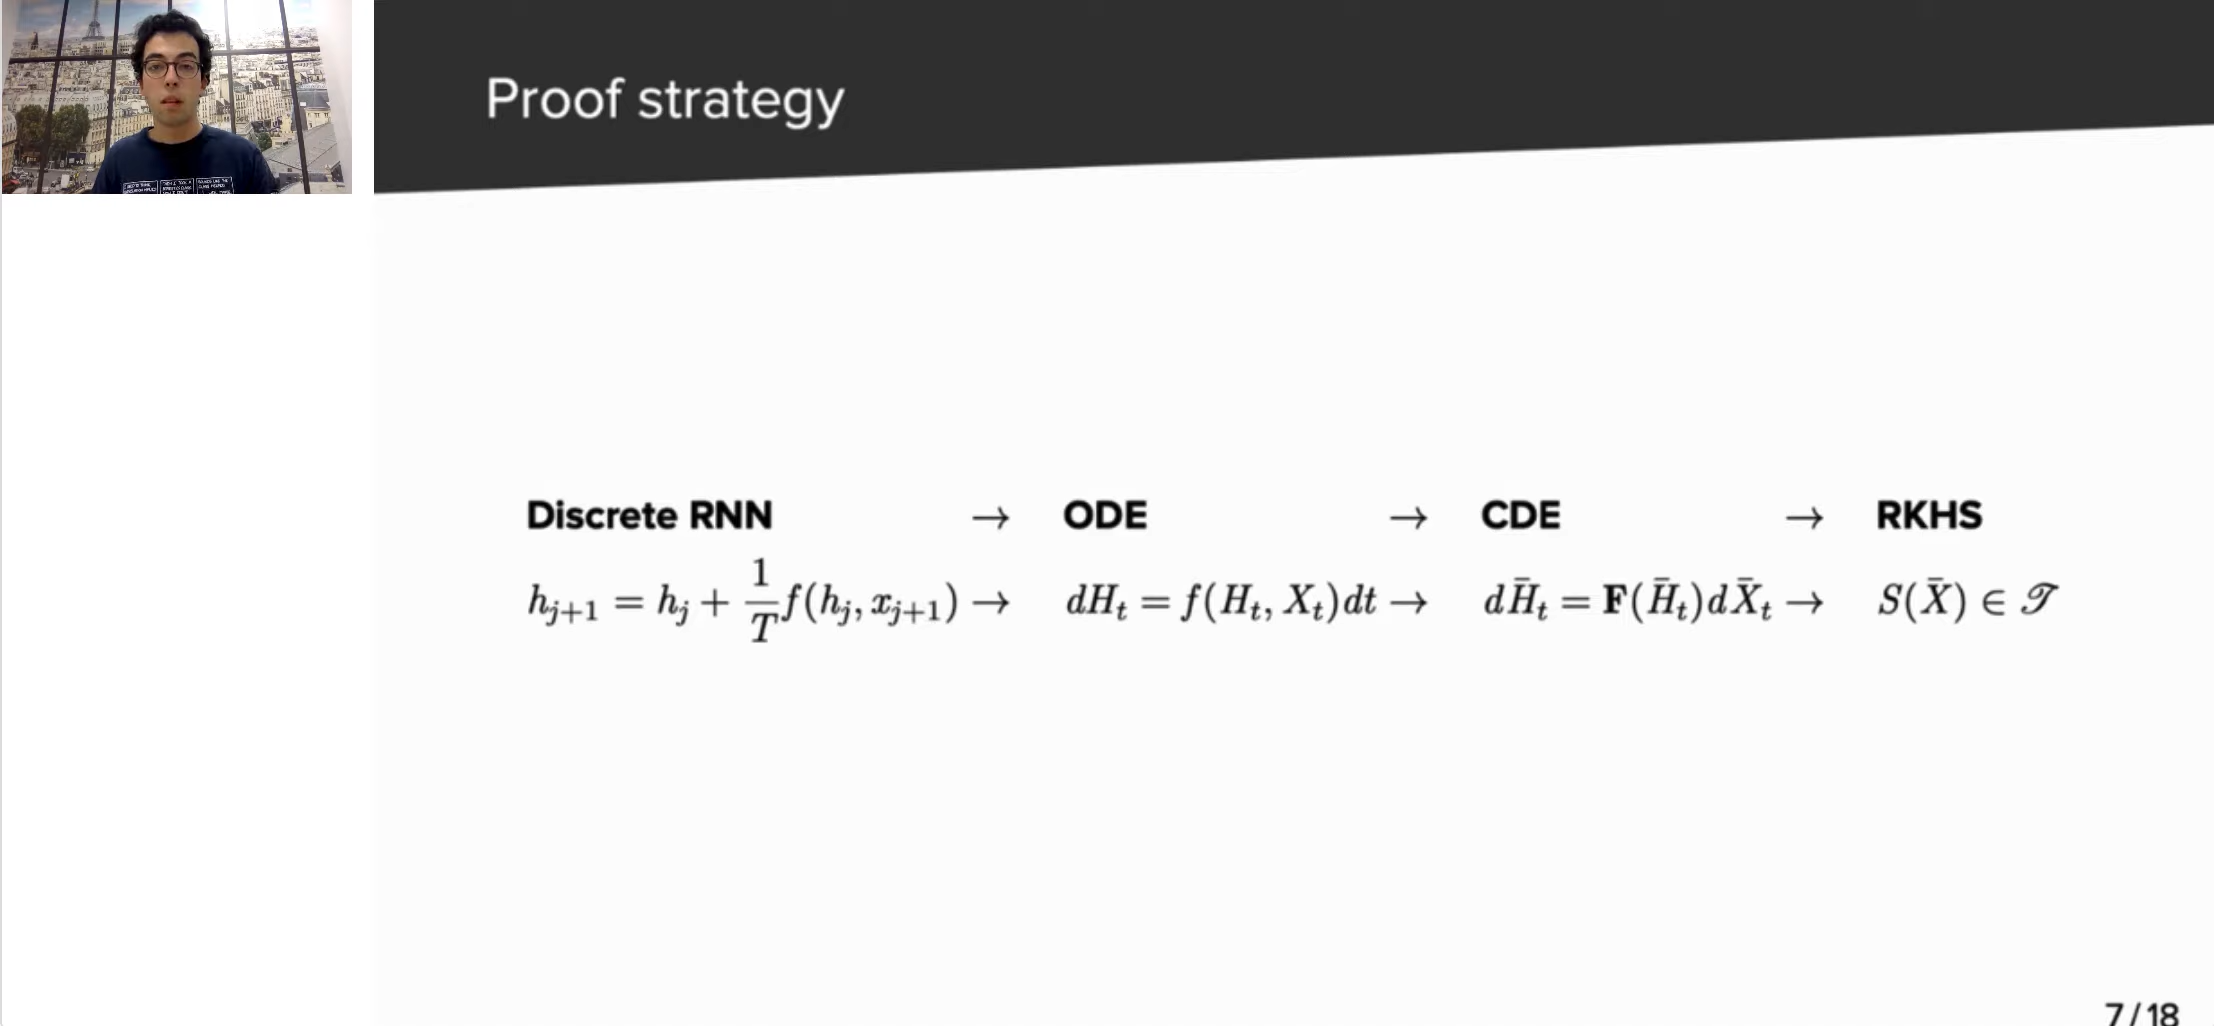 Proof strategy
Discrete RNN → ODE → CDE → RKHS
h_{j+1} = h_j + \frac{1}{T} f(h_j, x_{j+1}) → dH_t = f(H_t, X_t)dt → d\bar{H}_t = \mathbf{F}(\bar{H}_t)d\bar{X}_t → S(\bar{X}) ∈ \mathscr{T}
7 / 18